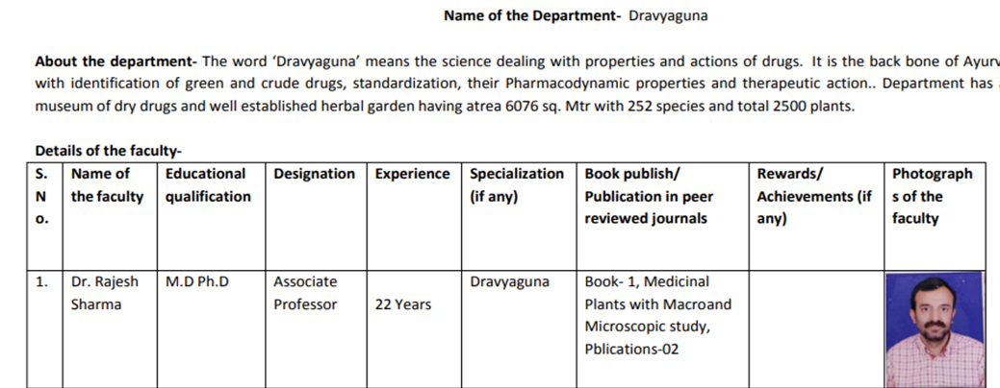 Name of the Department- Dravyaguna
About the department- The word ‘Dravyaguna’ means the science dealing with properties and actions of drugs. It is the back bone of
with identification of green and crude drugs, standardization, their Pharmacodynamic properties and therapeutic action.. Department has
museum of dry drugs and well established herbal garden having atrea 6076 sq. Mtr with 252 species and total 2500 plants.
Details of the faculty-
S.
N
o.
Name of
the faculty
Educational
qualification
Designation
Experience
Specialization
(if any)
Book publish/
Publication in peer
reviewed journals
Rewards/
Achievements (if
any)
Photograph
s of the
faculty
1.
Dr. Rajesh
Sharma
M.D Ph.D
Associate
Professor
22 Years
Dravyaguna
Book- 1, Medicinal
Plants with Macroand
Microscopic study,
Pblications-02